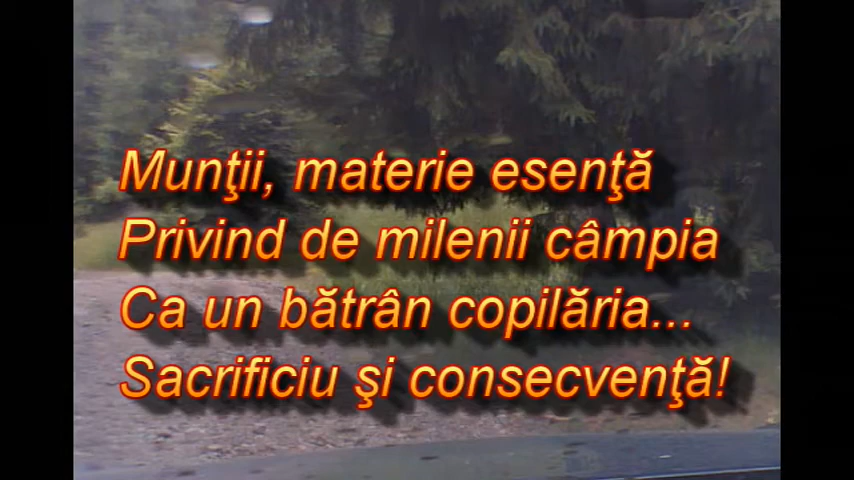 Munţii, materie esenţă
Privind de milenii câmpia
Ca un bătrân copilăria...
Sacrificiu şi consecvenţă!